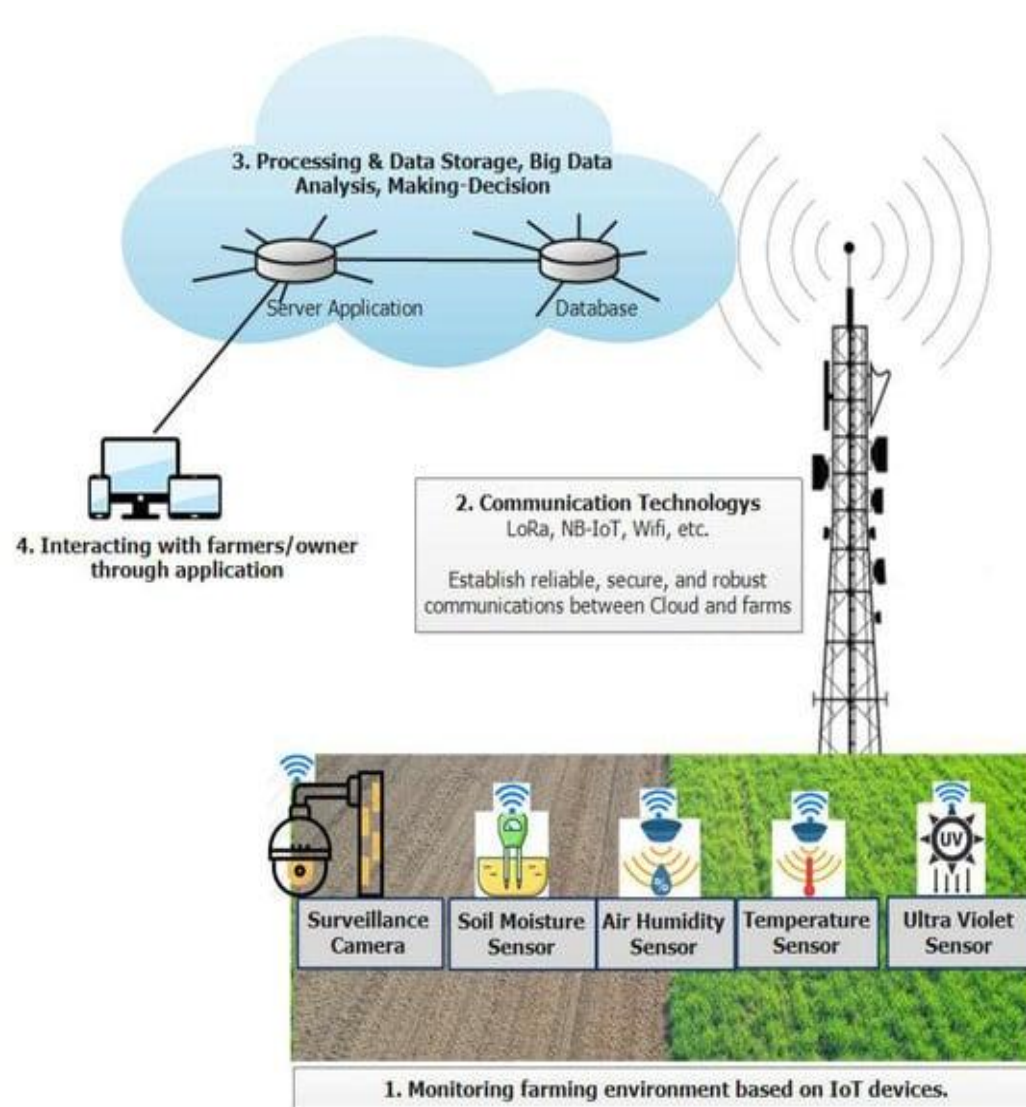 3. Processing & Data Storage, Big Data
Analysis, Making-Decision
Server Application
Database
4. Interacting with farmers/owner
through application
2. Communication Technologys
LoRa, NB-IoT, Wifi, etc.
Establish reliable, secure, and robust
communications between Cloud and farms
UV
%
Surveillance
Camera
Soil Moisture
Sensor
Air Humidity
Sensor
Temperature
Sensor
Ultra Violet
Sensor
1. Monitoring farming environment based on IoT devices.